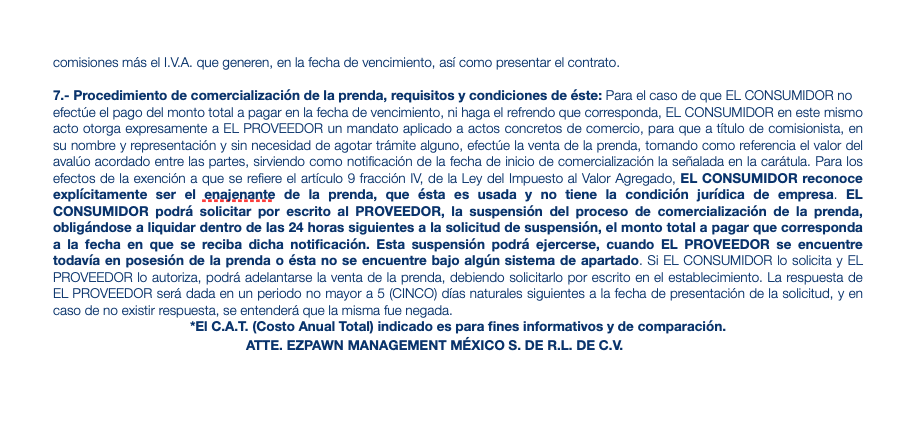 comisiones más el I.V.A. que generen, en la fecha de vencimiento, así como presentar el contrato.
7.- Procedimiento de comercialización de la prenda, requisitos y condiciones de éste: Para el caso de que EL CONSUMIDOR no
efectúe el pago del monto total a pagar en la fecha de vencimiento, ni haga el refrendo que corresponda, EL CONSUMIDOR en este mismo
acto otorga expresamente a EL PROVEEDOR un mandato aplicado a actos concretos de comercio, para que a título de comisionista, en
su nombre y representación y sin necesidad de agotar trámite alguno, efectúe la venta de la prenda, tomando como referencia el valor del
avalúo acordado entre las partes, sirviendo como notificación de la fecha de inicio de comercialización la señalada en la carátula. Para los
efectos de la exención a que se refiere el artículo 9 fracción IV, de la Ley del Impuesto al Valor Agregado, EL CONSUMIDOR reconoce
explícitamente ser el enajenante de la prenda, que ésta es usada y no tiene la condición jurídica de empresa. EL
CONSUMIDOR podrá solicitar por escrito al PROVEEDOR, la suspensión del proceso de comercialización de la prenda,
obligándose a liquidar dentro de las 24 horas siguientes a la solicitud de suspensión, el monto total a pagar que corresponda
a la fecha en que se reciba dicha notificación. Esta suspensión podrá ejercerse, cuando EL PROVEEDOR se encuentre
todavía en posesión de la prenda o ésta no se encuentre bajo algún sistema de apartado. Si EL CONSUMIDOR lo solicita y EL
PROVEEDOR lo autoriza, podrá adelantarse la venta de la prenda, debiendo solicitarlo por escrito en el establecimiento. La respuesta de
EL PROVEEDOR será dada en un periodo no mayor a 5 (CINCO) días naturales siguientes a la fecha de presentación de la solicitud, y en
caso de no existir respuesta, se entenderá que la misma fue negada.
*El C.A.T. (Costo Anual Total) indicado es para fines informativos y de comparación.
ATTE. EZPAWN MANAGEMENT MÉXICO S. DE R.L. DE C.V.